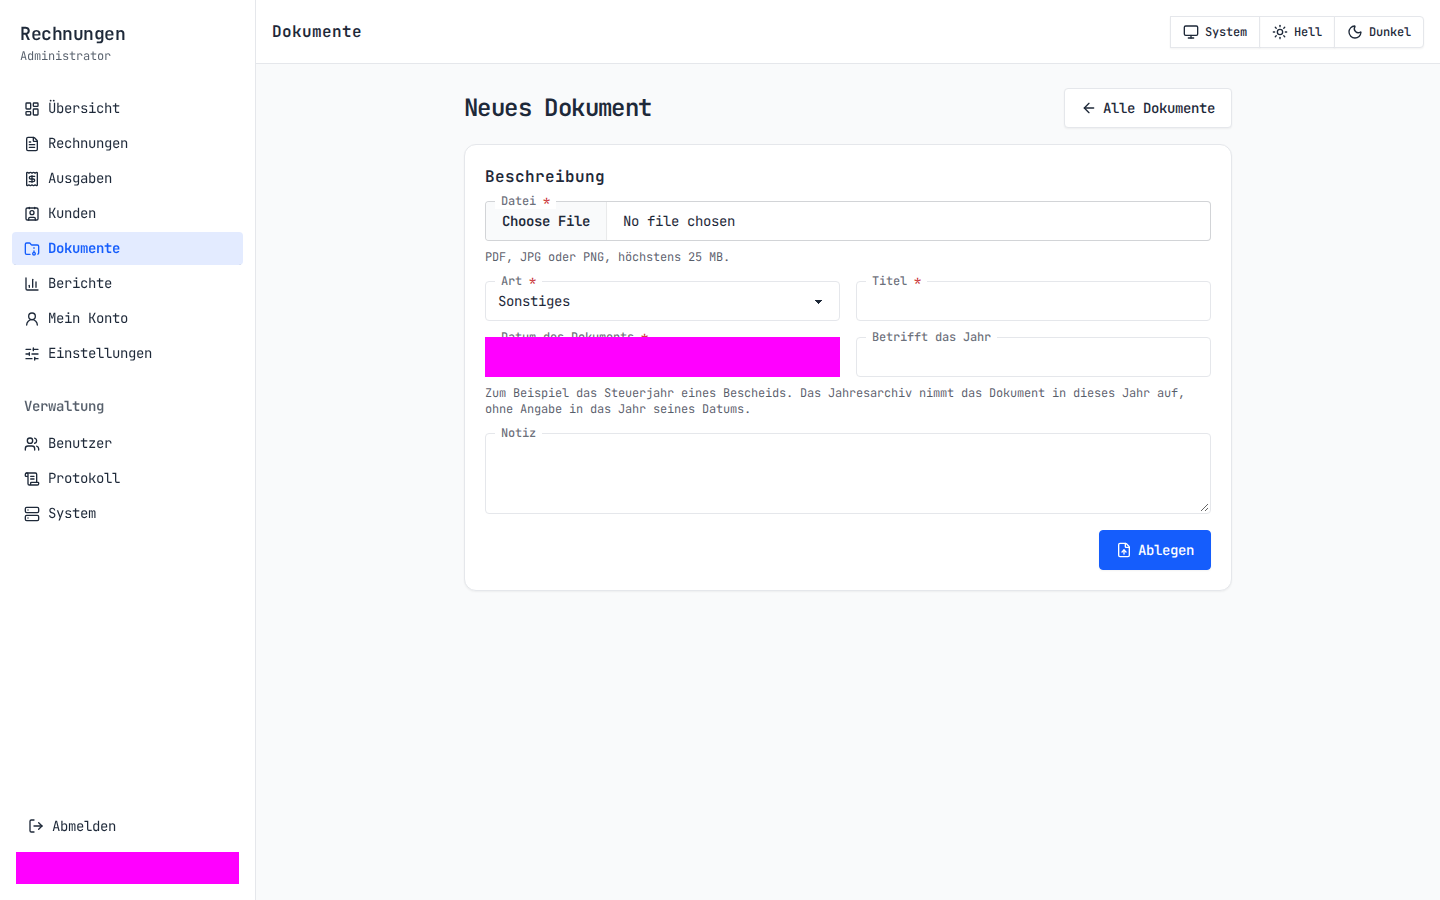 Rechnungen
Administrator
Übersicht
Rechnungen
Ausgaben
Kunden
Dokumente
Berichte
Mein Konto
Einstellungen
Verwaltung
Benutzer
Protokoll
System
Abmelden
Dokumente
System
Hell
Dunkel
Neues Dokument
Alle Dokumente
Beschreibung
Datei *
Choose File No file chosen
PDF, JPG oder PNG, höchstens 25 MB.
Art *
Sonstiges
Titel *
Datum des Dokuments *
Betrifft das Jahr
Zum Beispiel das Steuerjahr eines Bescheids. Das Jahresarchiv nimmt das Dokument in dieses Jahr auf,
ohne Angabe in das Jahr seines Datums.
Notiz
Ablegen